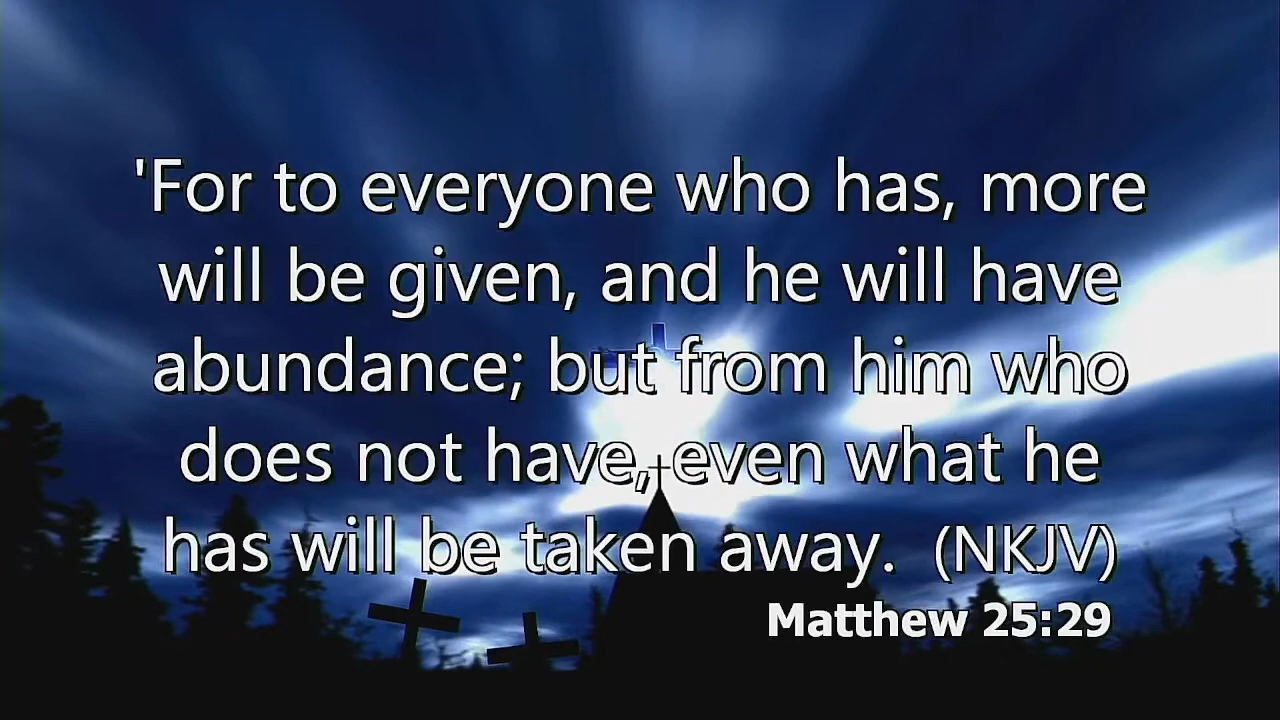 'For to everyone who has, more
will be given, and he will have
abundance; but from him who
does not have, even what he
has will be taken away.  (NKJV)
Matthew 25:29